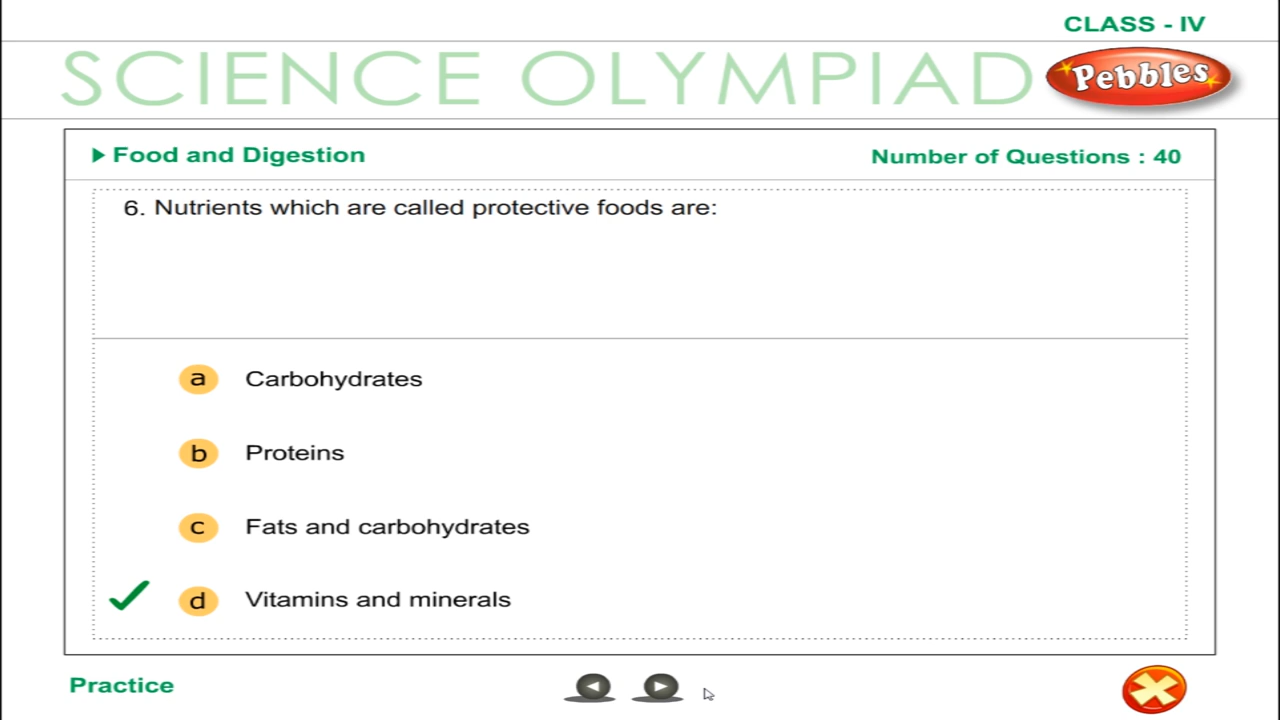 CLASS - IV
SCIENCE OLYMPIAD
Pebbles
Food and Digestion
Number of Questions : 40
6. Nutrients which are called protective foods are:
a Carbohydrates
b Proteins
c Fats and carbohydrates
d Vitamins and minerals
Practice